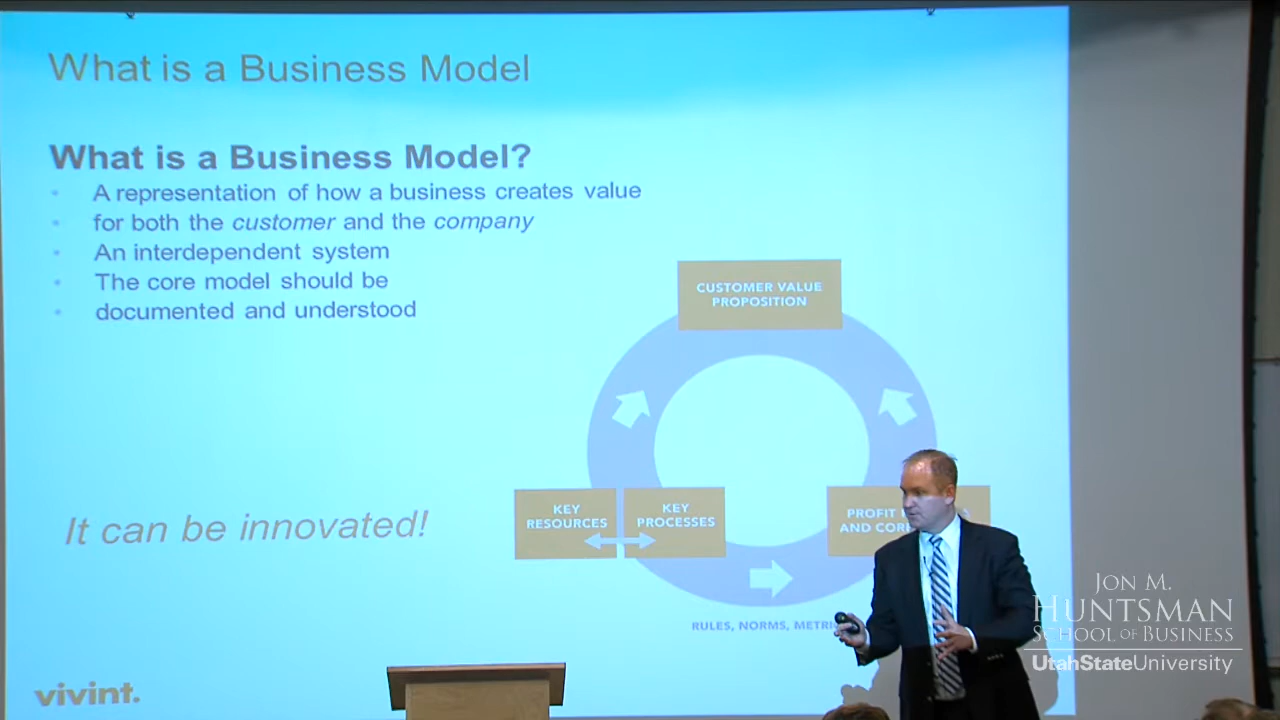 What is a Business Model
What is a Business Model?
• A representation of how a business creates value
• for both the customer and the company
• An interdependent system
• The core model should be
• documented and understood
CUSTOMER VALUE
PROPOSITION
It can be innovated!
KEY
RESOURCES
KEY
PROCESSES
PROFIT
AND
RULES, NORMS,
vivint.
JON M.
HUNTSMAN
SCHOOL OF BUSINESS
UtahStateUniversity